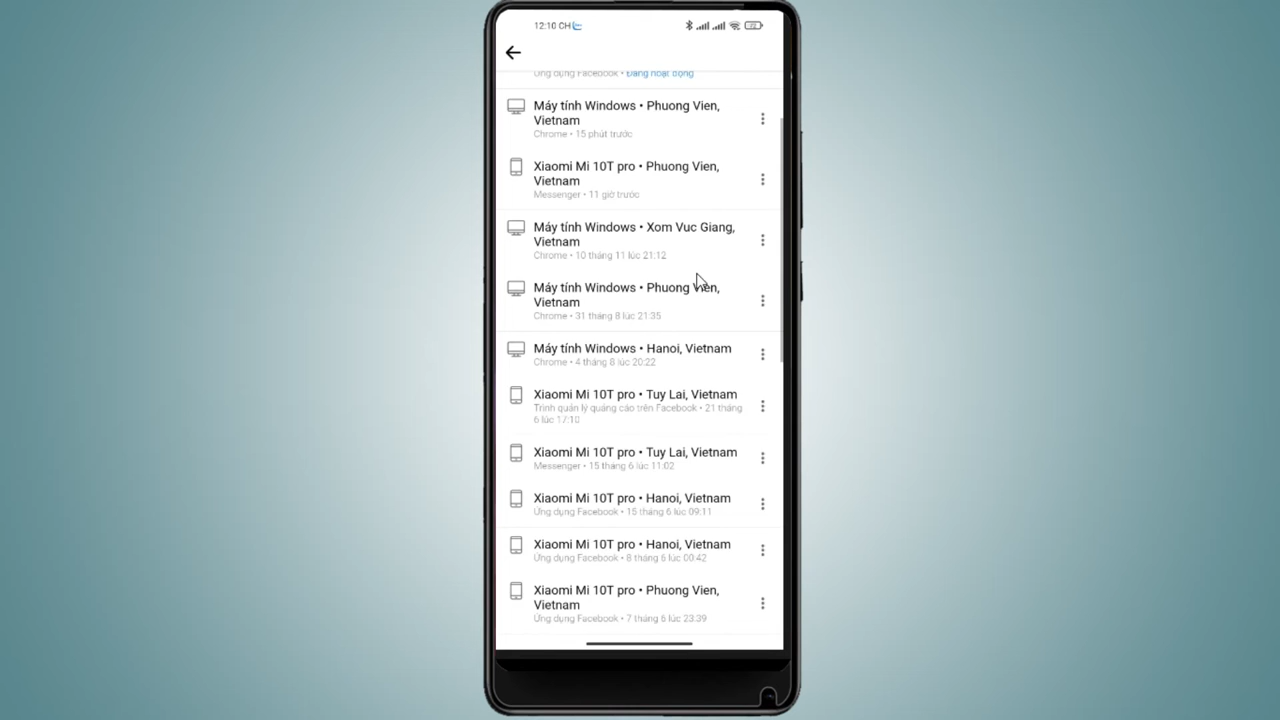 12:10 CH
Ứng dụng Facebook • Đang hoạt động
Máy tính Windows • Phuong Vien,
Vietnam
Chrome • 15 phút trước
Xiaomi Mi 10T pro • Phuong Vien,
Vietnam
Messenger • 11 giờ trước
Máy tính Windows • Xom Vuc Giang,
Vietnam
Chrome • 10 tháng 11 lúc 21:12
Máy tính Windows • Phuong Vien,
Vietnam
Chrome • 31 tháng 8 lúc 21:35
Máy tính Windows • Hanoi, Vietnam
Chrome • 4 tháng 8 lúc 20:22
Xiaomi Mi 10T pro • Tuy Lai, Vietnam
Trình quản lý quảng cáo trên Facebook • 21 tháng
6 lúc 17:10
Xiaomi Mi 10T pro • Tuy Lai, Vietnam
Messenger • 15 tháng 6 lúc 11:02
Xiaomi Mi 10T pro • Hanoi, Vietnam
Ứng dụng Facebook • 15 tháng 6 lúc 09:11
Xiaomi Mi 10T pro • Hanoi, Vietnam
Ứng dụng Facebook • 8 tháng 6 lúc 00:42
Xiaomi Mi 10T pro • Phuong Vien,
Vietnam
Ứng dụng Facebook • 7 tháng 6 lúc 23:39